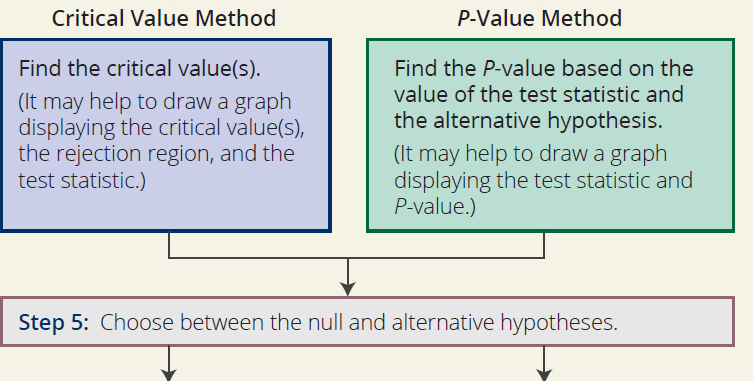 Critical Value Method
Find the critical value(s).
(It may help to draw a graph
displaying the critical value(s),
the rejection region, and the
test statistic.)
P-Value Method
Find the P-value based on the
value of the test statistic and
the alternative hypothesis.
(It may help to draw a graph
displaying the test statistic and
P-value.)
Step 5: Choose between the null and alternative hypotheses.